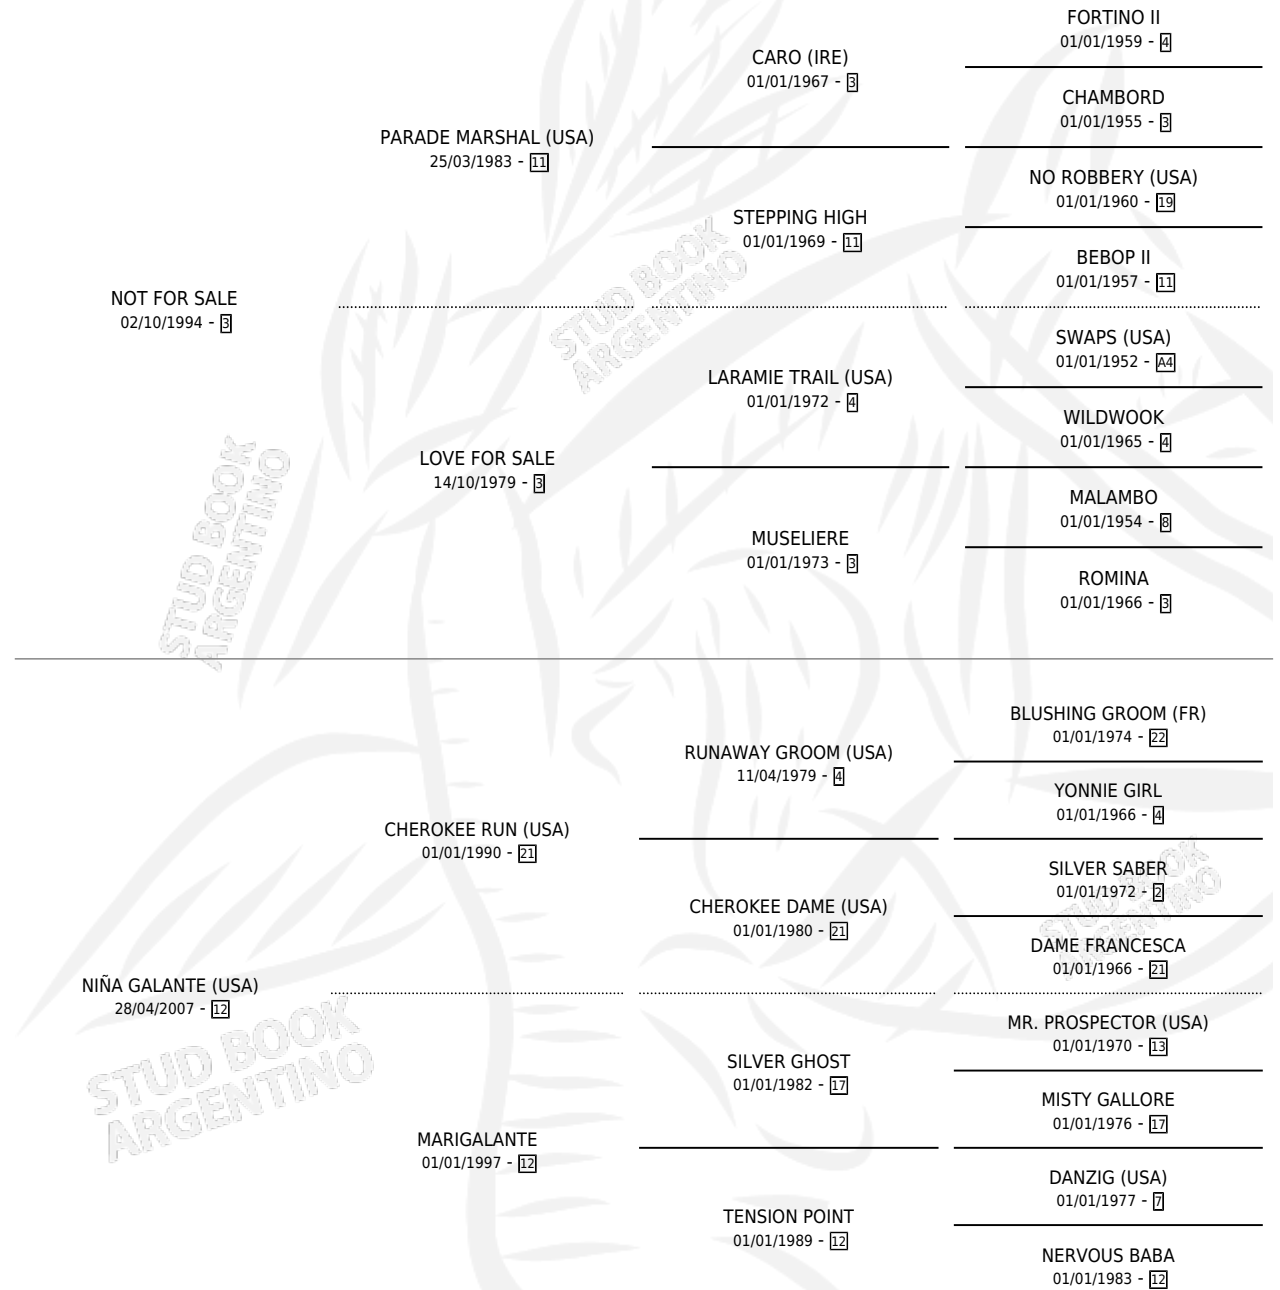 FORTINO II
01/01/1959 - 4
CARO (IRE)
01/01/1967 - 3
CHAMBORD
01/01/1955 - 3
PARADE MARSHAL (USA)
25/03/1983 - 11
NO ROBBERY (USA)
01/01/1960 - 19
STEPPING HIGH
01/01/1969 - 11
BEBOP II
01/01/1957 - 11
NOT FOR SALE
02/10/1994 - 3
SWAPS (USA)
01/01/1952 - A4
LARAMIE TRAIL (USA)
01/01/1972 - 4
WILDWOOK
01/01/1965 - 4
LOVE FOR SALE
14/10/1979 - 3
MALAMBO
01/01/1954 - 8
MUSELIERE
01/01/1973 - 3
ROMINA
01/01/1966 - 3
STUD BOOK
ARGENTINO
STUD BOOK
ARGENTINO
BLUSHING GROOM (FR)
01/01/1974 - 22
RUNAWAY GROOM (USA)
11/04/1979 - 4
YONNIE GIRL
01/01/1966 - 4
CHEROKEE RUN (USA)
01/01/1990 - 21
SILVER SABER
01/01/1972 - 2
CHEROKEE DAME (USA)
01/01/1980 - 21
DAME FRANCESCA
01/01/1966 - 21
NIÑA GALANTE (USA)
28/04/2007 - 12
MR. PROSPECTOR (USA)
01/01/1970 - 13
SILVER GHOST
01/01/1982 - 17
MISTY GALLORE
01/01/1976 - 17
MARIGALANTE
01/01/1997 - 12
DANZIG (USA)
01/01/1977 - 7
TENSION POINT
01/01/1989 - 12
NERVOUS BABA
01/01/1983 - 12
STUD BOOK
ARGENTINO
STUD BOOK
ARGENTINO